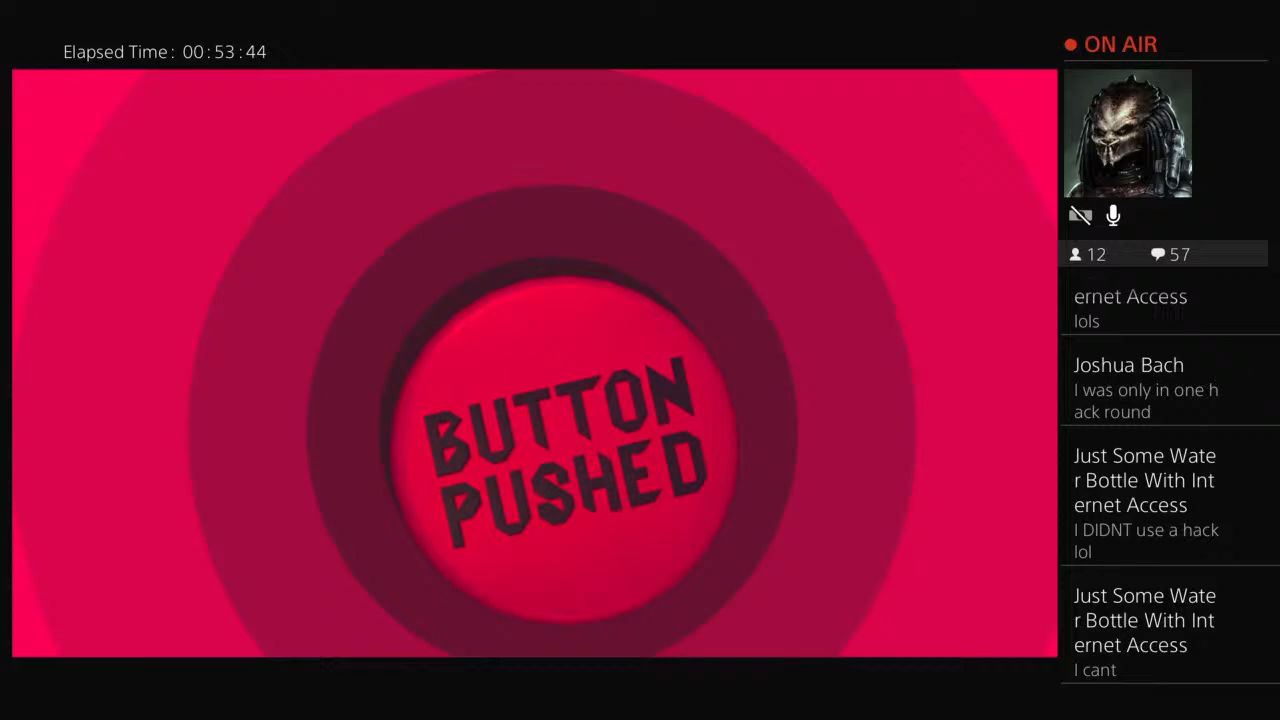 Elapsed Time: 00:53:44
ON AIR
BUTTON
PUSHED
12 57
ernet Access
lols
Joshua Bach
I was only in one h
ack round
Just Some Wate
r Bottle With Int
ernet Access
I DIDNT use a hack
lol
Just Some Wate
r Bottle With Int
ernet Access
I cant